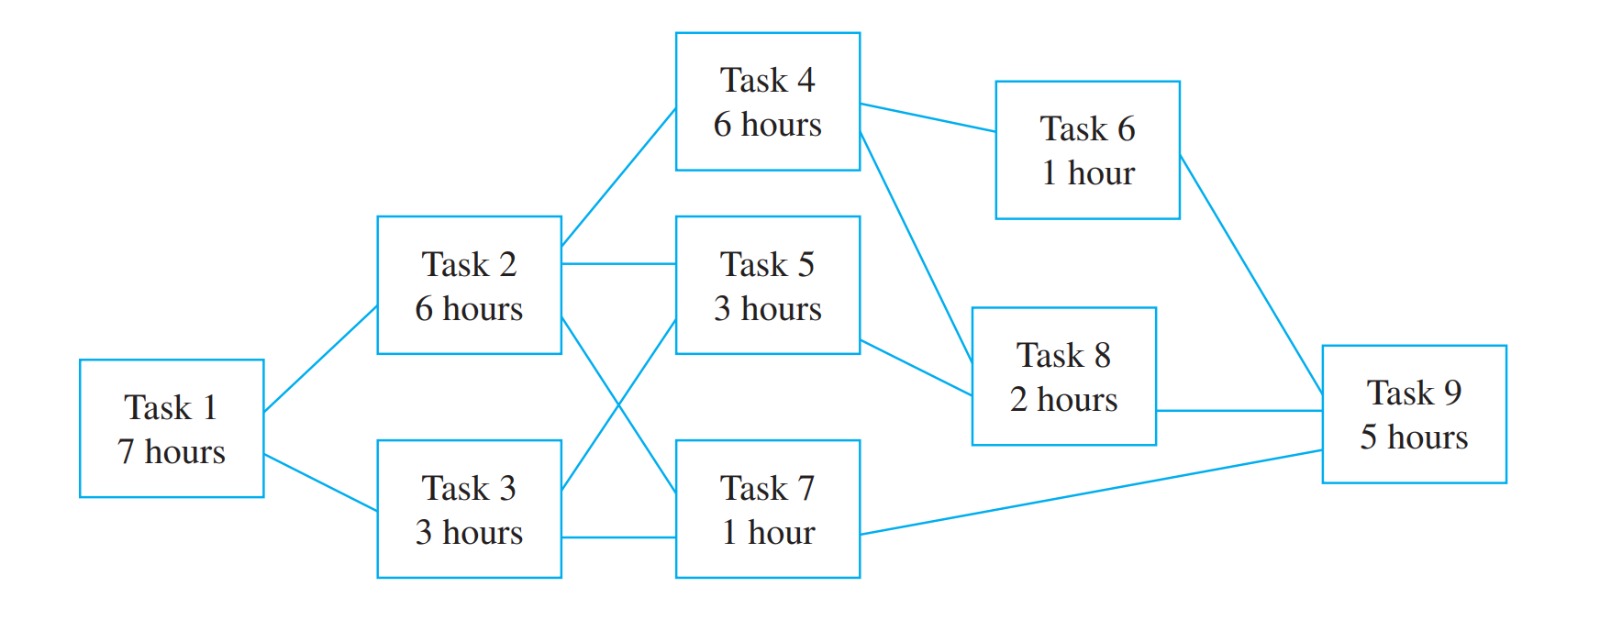 Task 1
7 hours
Task 2
6 hours
Task 3
3 hours
Task 4
6 hours
Task 5
3 hours
Task 7
1 hour
Task 6
1 hour
Task 8
2 hours
Task 9
5 hours